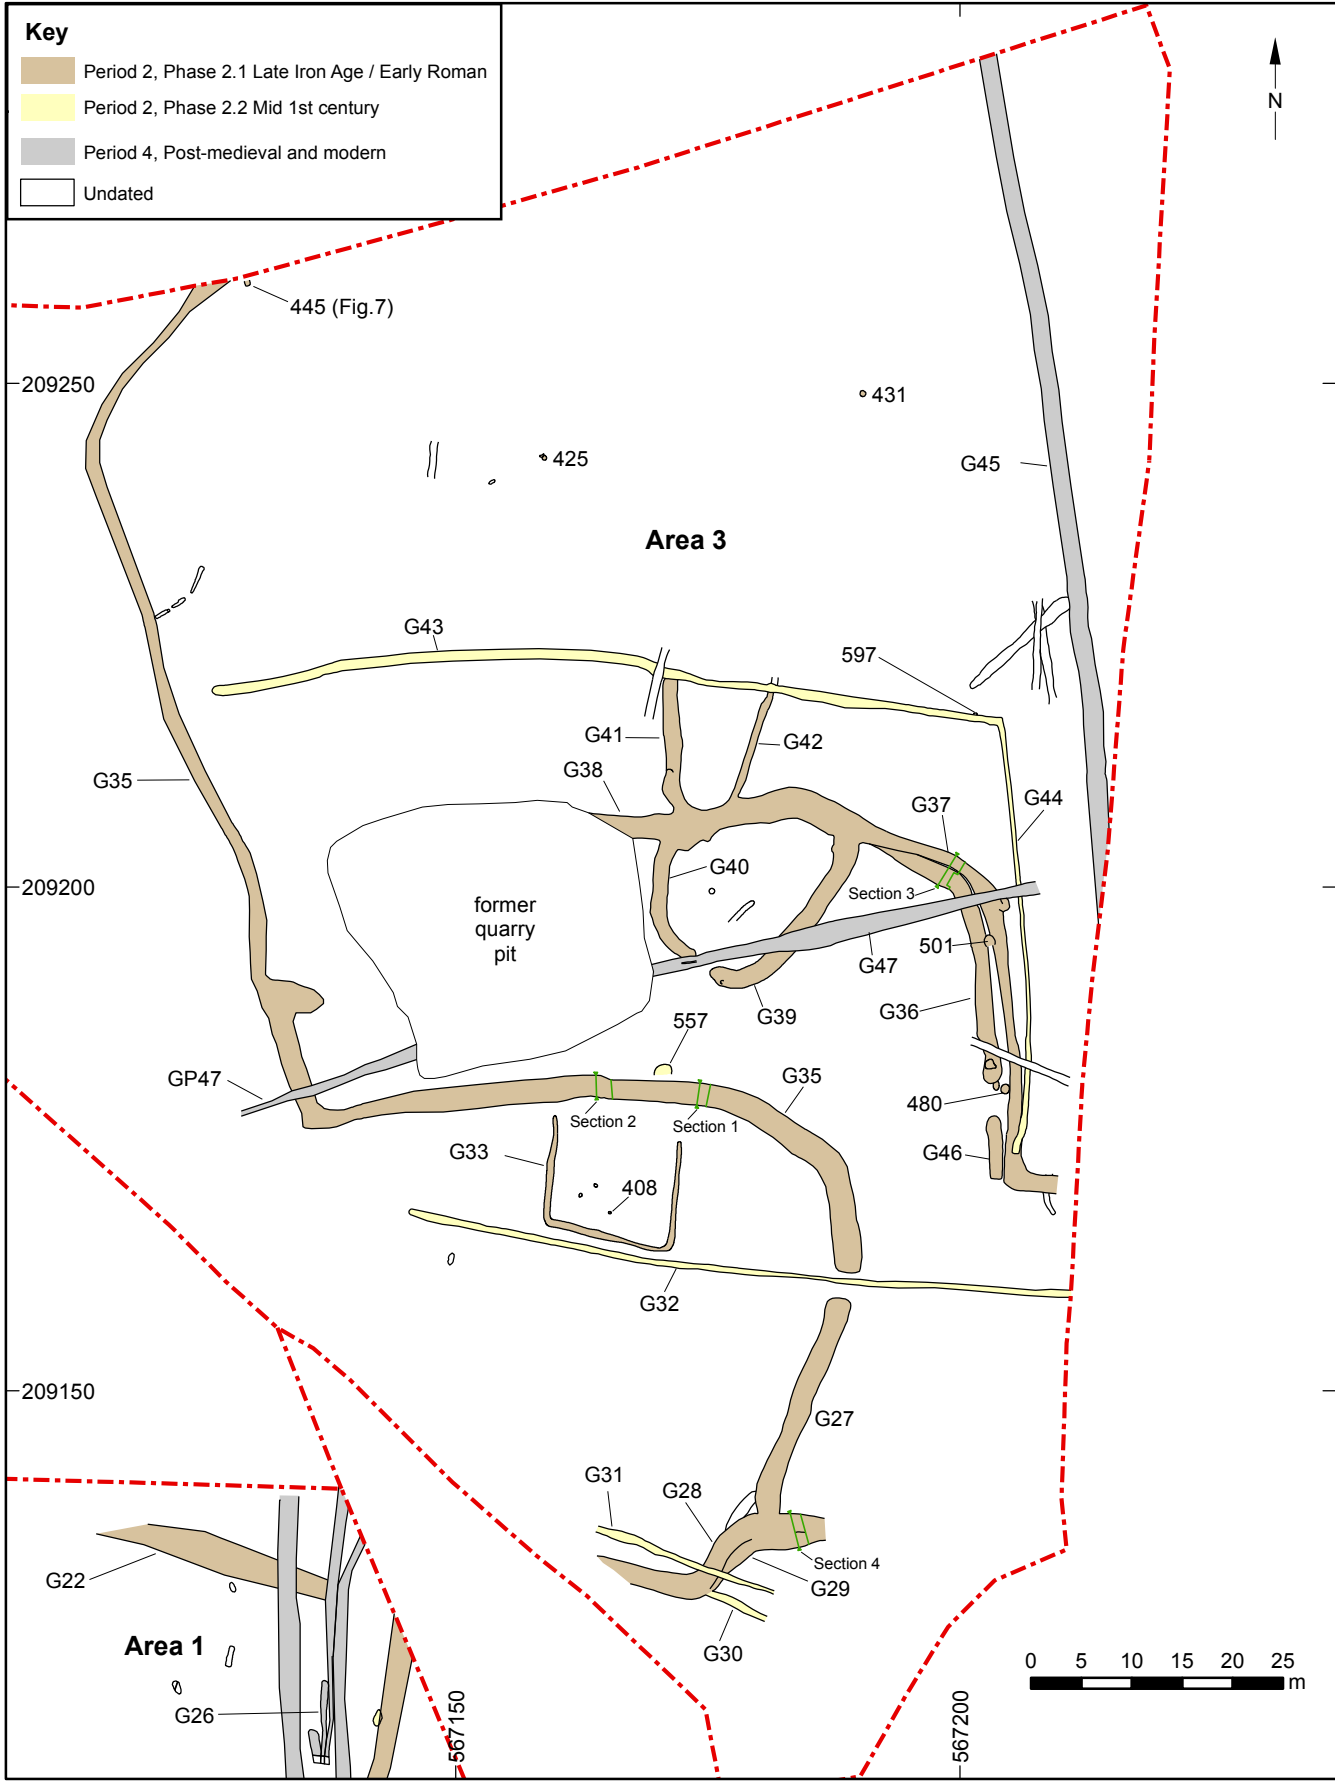 Key
Period 2, Phase 2.1 Late Iron Age / Early Roman
Period 2, Phase 2.2 Mid 1st century
Period 4, Post-medieval and modern
Undated
N
445 (Fig.7)
209250
431
425
G45
Area 3
G43
597
G41
G42
G35
G38
G37
G44
G40
209200
Section 3
former
quarry
pit
501
G47
G36
G39
557
GP47
G35
480
Section 2
Section 1
G33
G46
408
G32
209150
G27
G31
G28
Section 4
G22
G29
Area 1
G30
0 5 10 15 20 25
m
G26
567150
567200